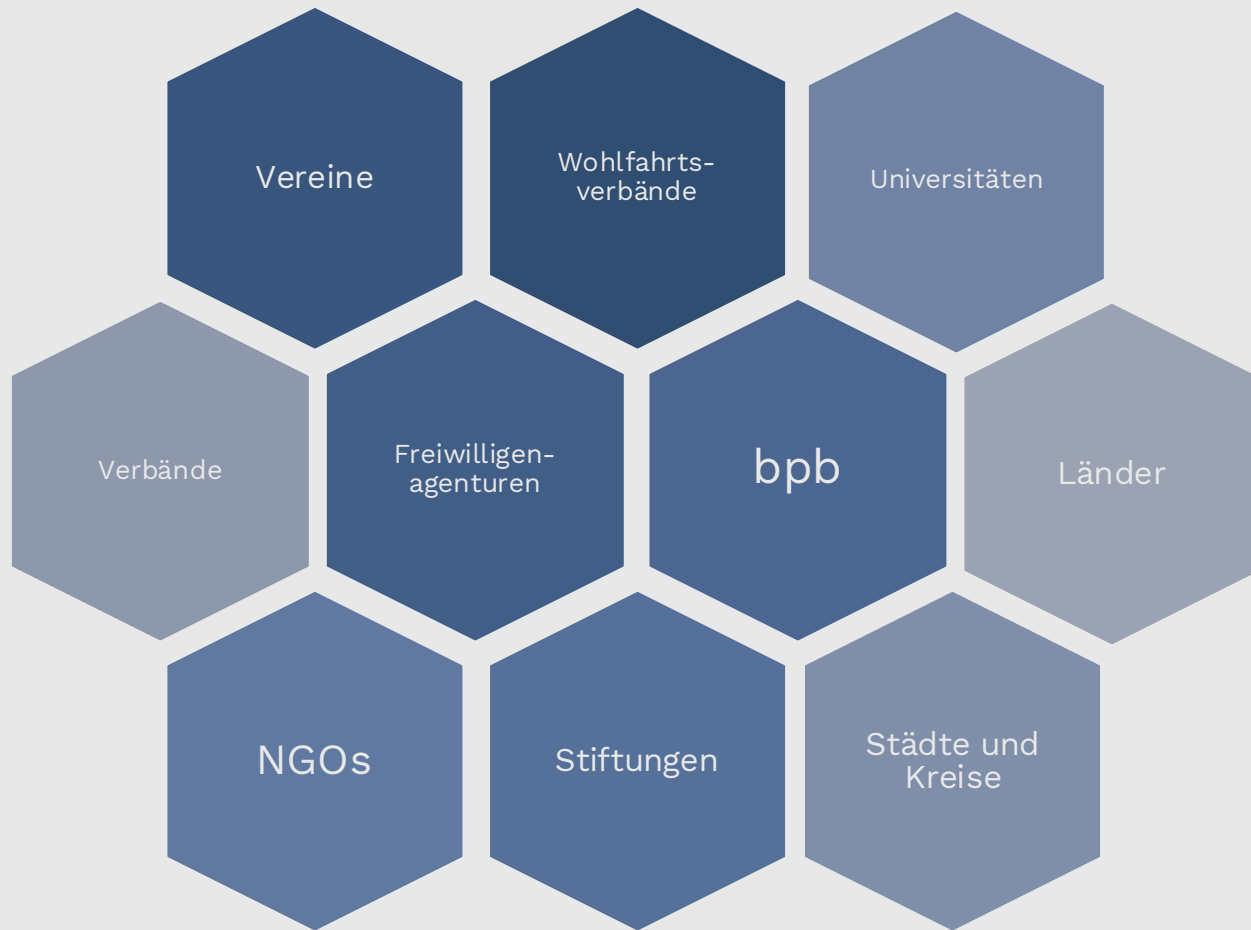 Vereine
Wohlfahrts-
verbände
Universitäten
Verbände
Freiwilligen-
agenturen
bpb
Länder
NGOs
Stiftungen
Städte und
Kreise